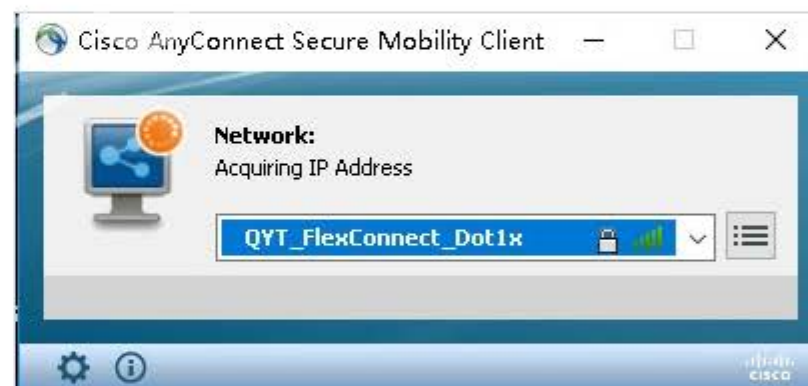 Cisco AnyConnect Secure Mobility Client
Network:
Acquiring IP Address
QYT_FlexConnect_Dot1x
CISCO